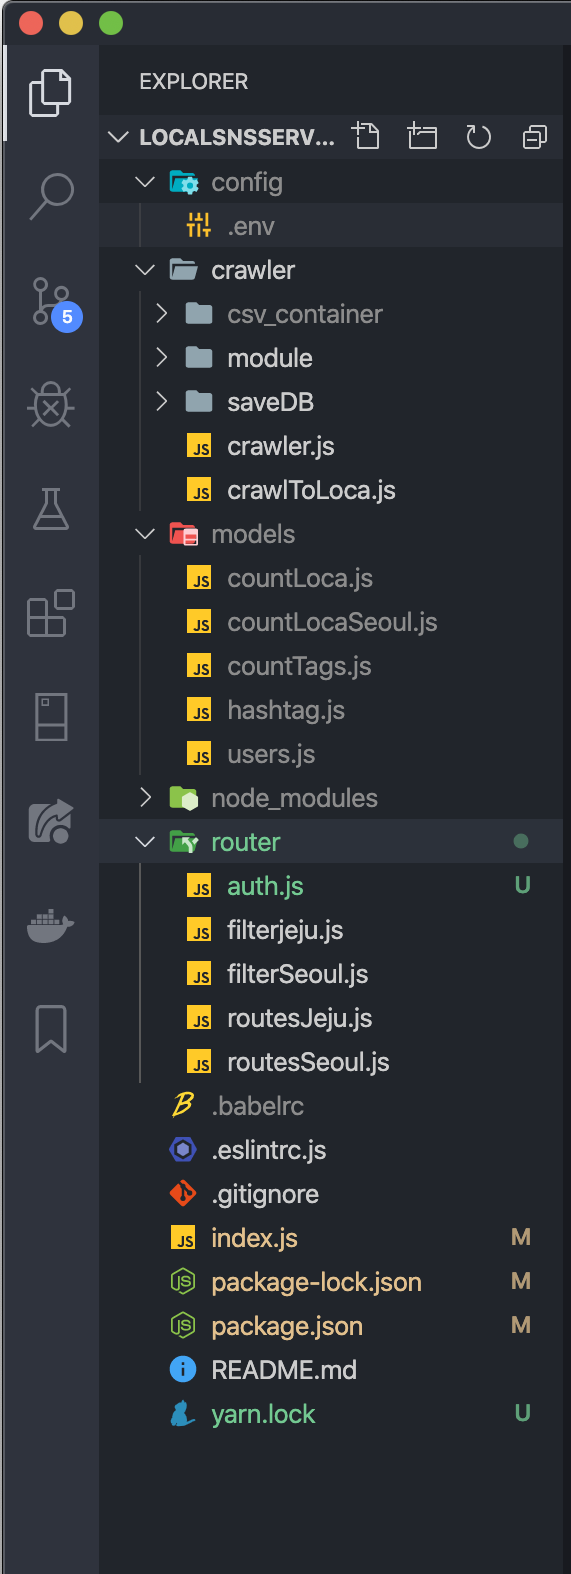 EXPLORER
LOCALSNSSERV...
config
.env
crawler
csv_container
5
module
saveDB
JS crawler.js
JS crawlToLoca.js
models
JS countLoca.js
JS countLocaSeoul.js
JS countTags.js
JS hashtag.js
JS users.js
node_modules
router
JS auth.js U
JS filterjeju.js
JS filterSeoul.js
JS routesJeju.js
JS routesSeoul.js
.babelrc
.eslintrc.js
.gitignore
JS index.js M
JS package-lock.json M
JS package.json M
README.md
yarn.lock U